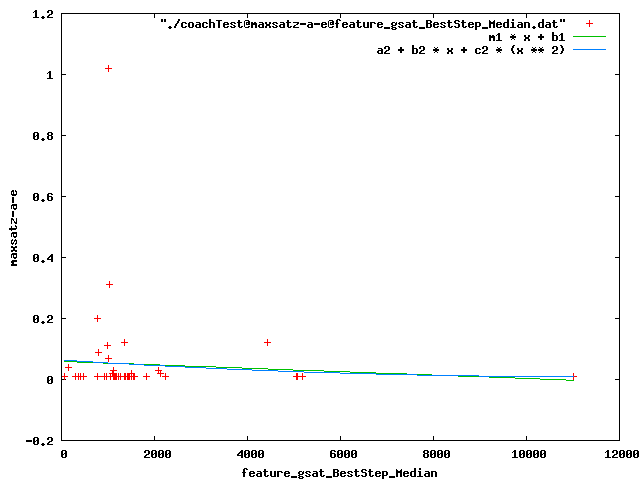 1.2
"./coachTest@maxsatz-a-e@feature_gsat_BestStep_Median.dat"
m1 * x + b1
a2 + b2 * x + c2 * (x ** 2)
1
0.8
0.6
maxsatz-a-e
0.4
0.2
0
-0.2
0 2000 4000 6000 8000 10000 12000
feature_gsat_BestStep_Median